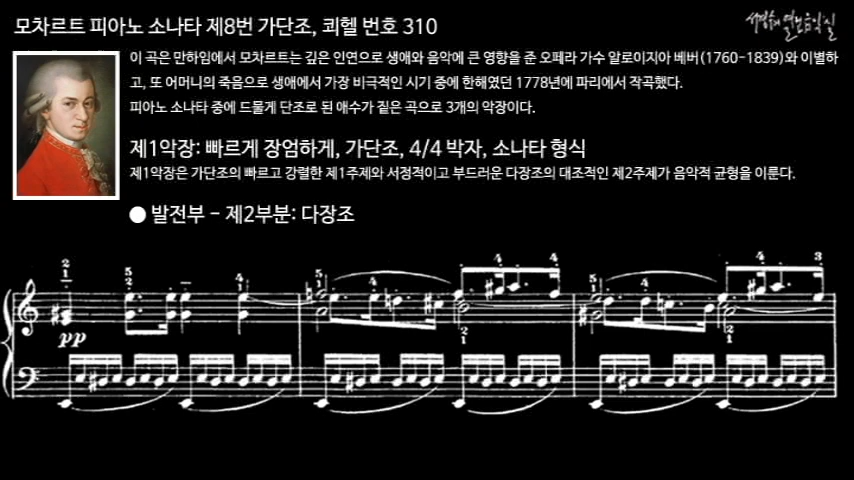 모차르트 피아노 소나타 제8번 가단조, 쾨헬 번호 310
이 곡은 만하임에서 모차르트는 깊은 인연으로 생애와 음악에 큰 영향을 준 오페라 가수 알로이지아 베버(1760-1839)와 이별하
고, 또 어머니의 죽음으로 생애에서 가장 비극적인 시기 중에 한해였던 1778년에 파리에서 작곡했다.
피아노 소나타 중에 드물게 단조로 된 애수가 짙은 곡으로 3개의 악장이다.
제1악장: 빠르게 장엄하게, 가단조, 4/4 박자, 소나타 형식
제1악장은 가단조의 빠르고 강렬한 제1주제와 서정적이고 부드러운 다장조의 대조적인 제2주제가 음악적 균형을 이룬다.
● 발전부 - 제2부분: 다장조
pp